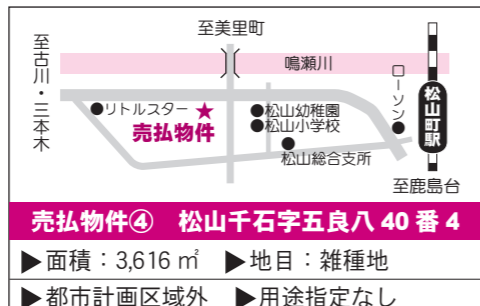 至美里町
至古川・三本木
鳴瀬川
ローソン●
松山町駅
●リトルスター ★
売払物件
●松山幼稚園
●松山小学校
●
松山総合支所
至鹿島台
売払物件④ 松山千石字五良八 40 番 4
▶面積：3,616 ㎡ ▶地目：雑種地
▶都市計画区域外 ▶用途指定なし